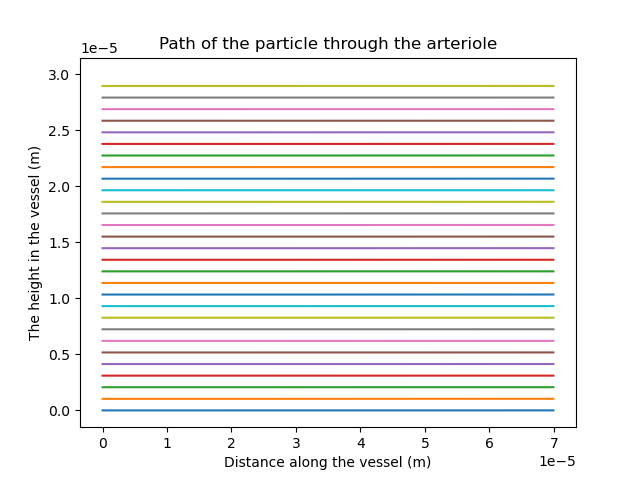 Path of the particle through the arteriole
1e−5
3.0
2.5
2.0
1.5
1.0
0.5
0.0
The height in the vessel (m)
0 1 2 3 4 5 6 7
1e−5
Distance along the vessel (m)